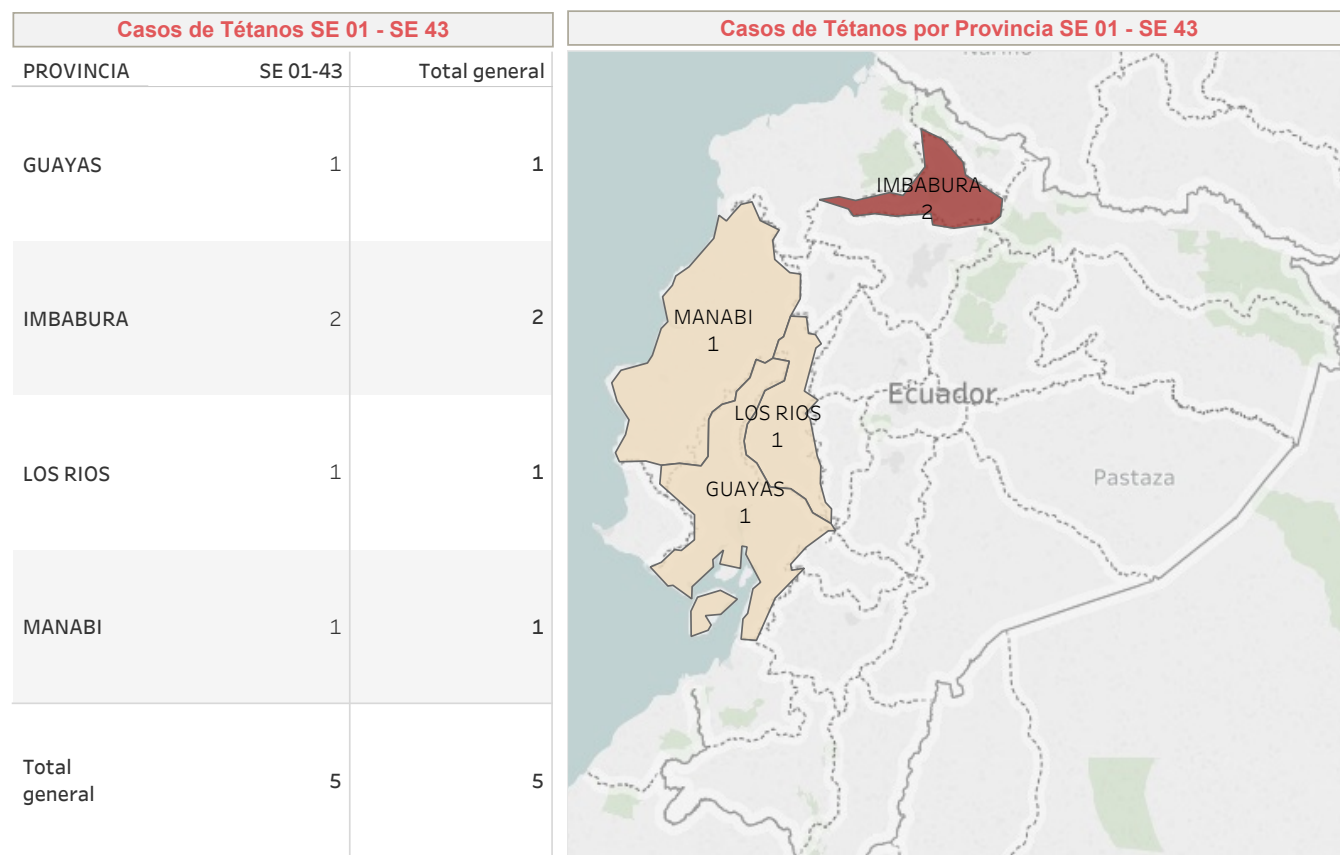 Casos de Tétanos SE 01 - SE 43
PROVINCIA SE 01-43 Total general
GUAYAS 1 1
IMBABURA 2 2
LOS RIOS 1 1
MANABI 1 1
Total
general 5 5
Casos de Tétanos por Provincia SE 01 - SE 43
Nariño
IMBABURA
2
MANABI
1
Ecuador
LOS RIOS
1
Pastaza
GUAYAS
1